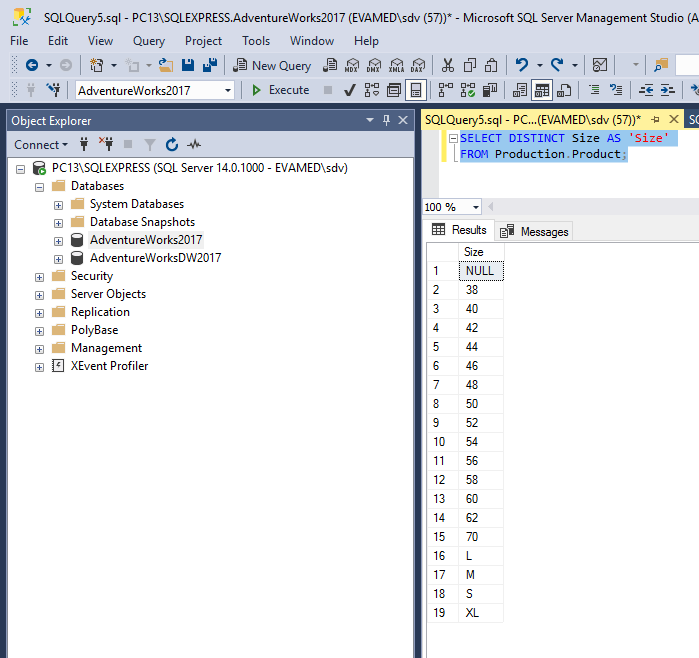 SQLQuery5.sql - PC13\SQLEXPRESS.AdventureWorks2017 (EVAMED\sdv (57))* - Microsoft SQL Server Management Studio (A
File Edit View Query Project Tools Window Help
New Query MDX DMX XMLA DAX
AdventureWorks2017 Execute
Object Explorer
Connect
PC13\SQLEXPRESS (SQL Server 14.0.1000 - EVAMED\sdv)
Databases
System Databases
Database Snapshots
AdventureWorks2017
AdventureWorksDW2017
Security
Server Objects
Replication
PolyBase
Management
XEvent Profiler
SQLQuery5.sql - PC...(EVAMED\sdv (57))* SC
SELECT DISTINCT Size AS 'Size'
FROM Production.Product;
100 %
Results Messages
Size
1 NULL
2 38
3 40
4 42
5 44
6 46
7 48
8 50
9 52
10 54
11 56
12 58
13 60
14 62
15 70
16 L
17 M
18 S
19 XL